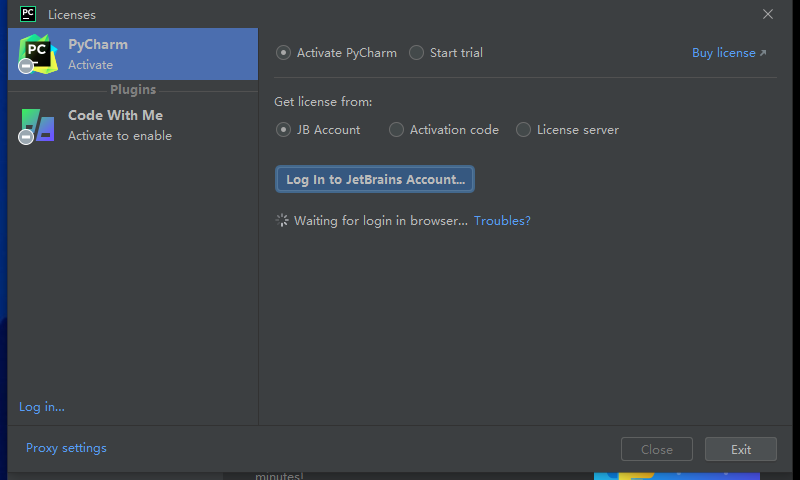 PC Licenses
PC PyCharm
Activate
Plugins
Code With Me
Activate to enable
Log in...
Activate PyCharm Start trial Buy license
Get license from:
JB Account Activation code License server
Log In to JetBrains Account...
Waiting for login in browser... Troubles?
Proxy settings
Close Exit
minutes!